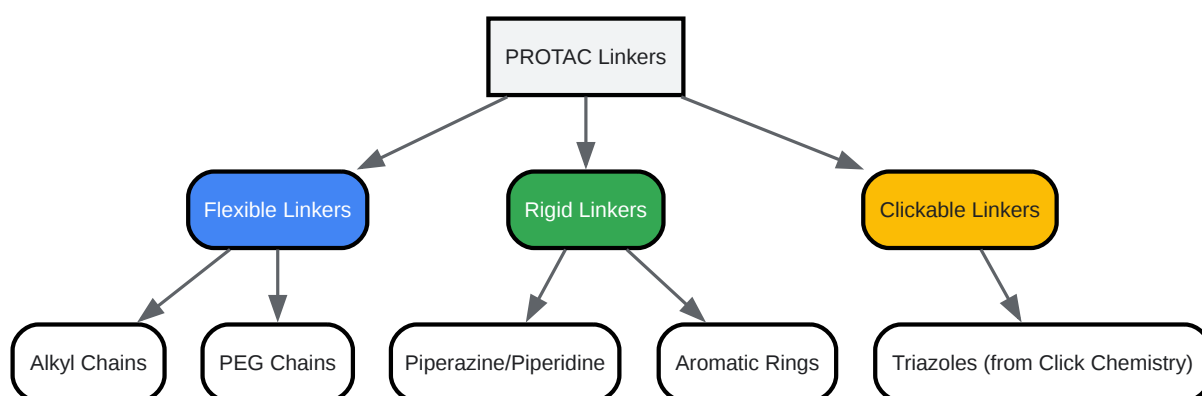 PROTAC Linkers
Flexible Linkers
Rigid Linkers
Clickable Linkers
Alkyl Chains
PEG Chains
Piperazine/Piperidine
Aromatic Rings
Triazoles (from Click Chemistry)